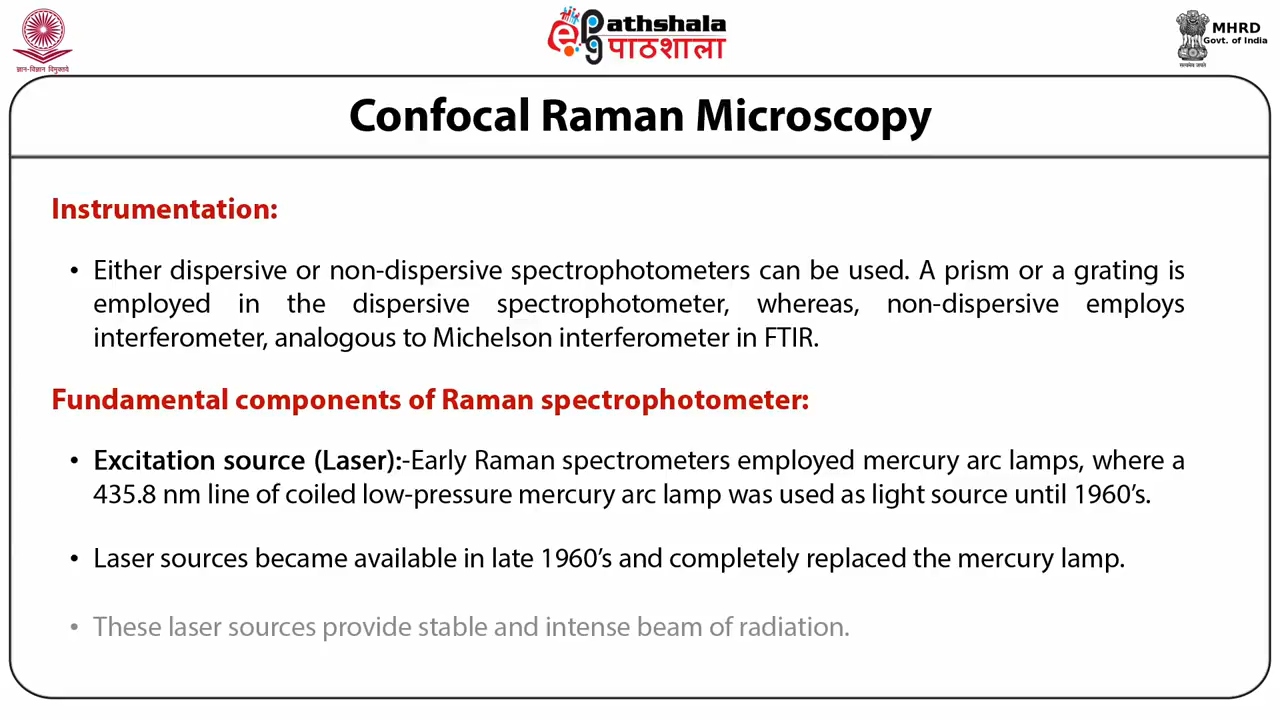 ज्ञान-विज्ञान विमुक्तये
ePG Pathshala
पाठशाला
MHRD
Govt. of India
सत्यमेव जयते
Confocal Raman Microscopy
Instrumentation:
• Either dispersive or non-dispersive spectrophotometers can be used. A prism or a grating is
employed in the dispersive spectrophotometer, whereas, non-dispersive employs
interferometer, analogous to Michelson interferometer in FTIR.
Fundamental components of Raman spectrophotometer:
• Excitation source (Laser):-Early Raman spectrometers employed mercury arc lamps, where a
435.8 nm line of coiled low-pressure mercury arc lamp was used as light source until 1960’s.
• Laser sources became available in late 1960’s and completely replaced the mercury lamp.
• These laser sources provide stable and intense beam of radiation.